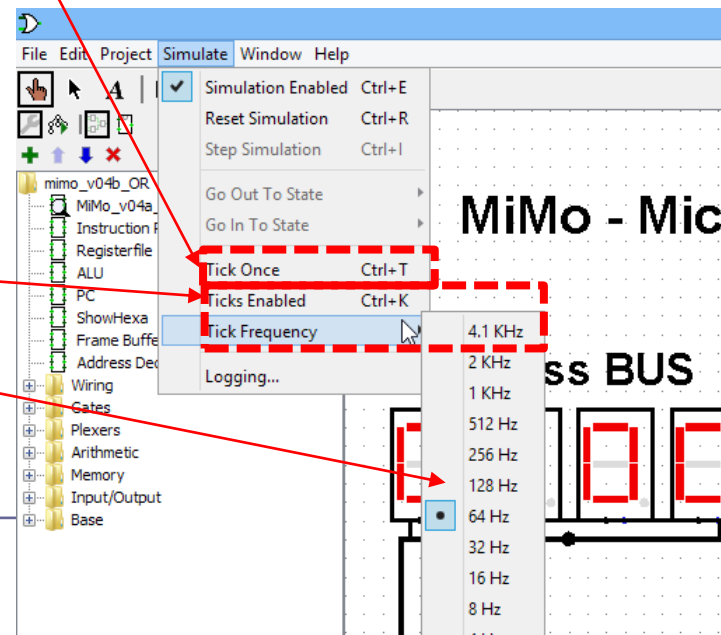 File Edit Project Simulate Window Help
A
Simulation Enabled Ctrl+E
Reset Simulation Ctrl+R
Step Simulation Ctrl+I
Go Out To State
Go In To State
Tick Once Ctrl+T
Ticks Enabled Ctrl+K
Tick Frequency
Logging...
4.1 KHz
2 KHz
1 KHz
512 Hz
256 Hz
128 Hz
64 Hz
32 Hz
16 Hz
8 Hz
mimo_v04b_OR
MiMo_v04a_
Instruction
Registerfile
ALU
PC
ShowHexa
Frame Buffe
Address Dec
Wiring
Gates
Plexers
Arithmetic
Memory
Input/Output
Base
MiMo - Mic
ss BUS